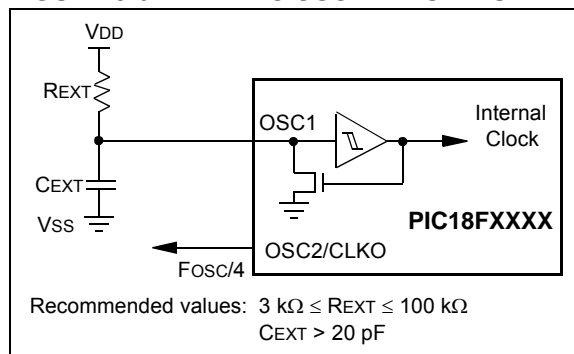 VDD
REXT
OSC1
Internal
Clock
CEXT
PIC18FXXXX
VSS
OSC2/CLKO
FOSC/4
Recommended values: 3 kΩ ≤ REXT ≤ 100 kΩ
CEXT > 20 pF